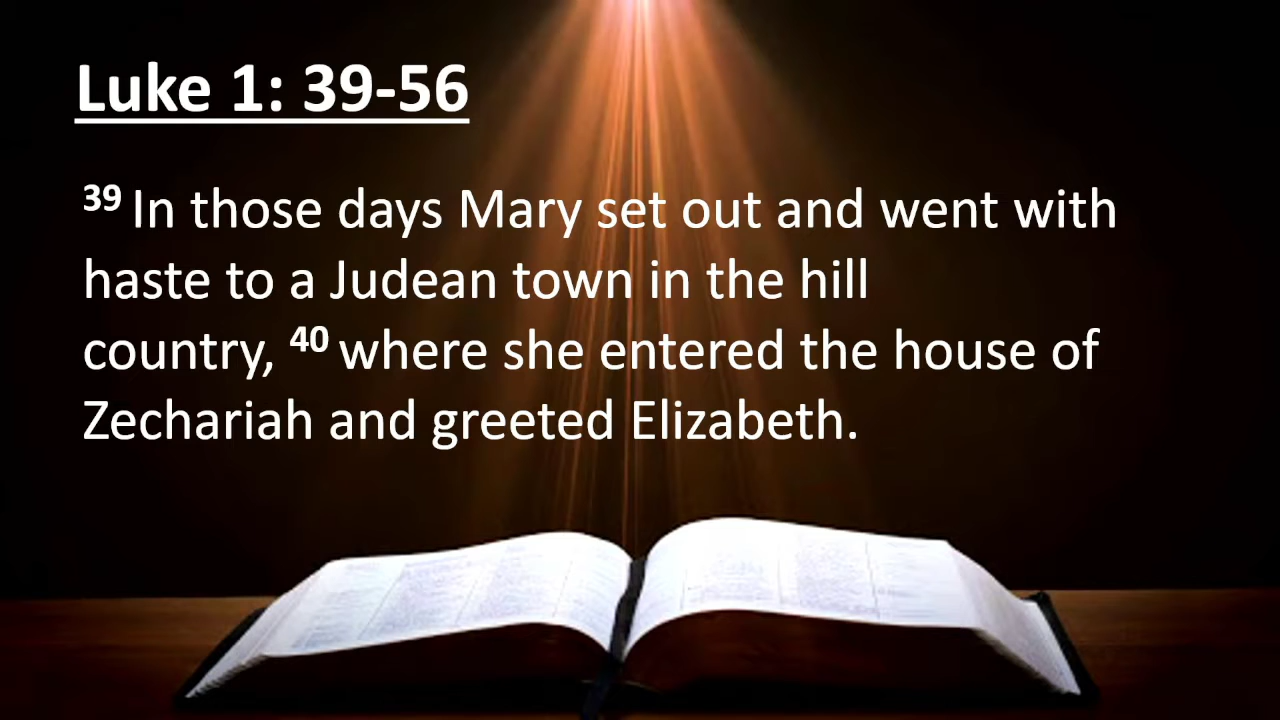 Luke 1: 39-56
39 In those days Mary set out and went with
haste to a Judean town in the hill
country, 40 where she entered the house of
Zechariah and greeted Elizabeth.